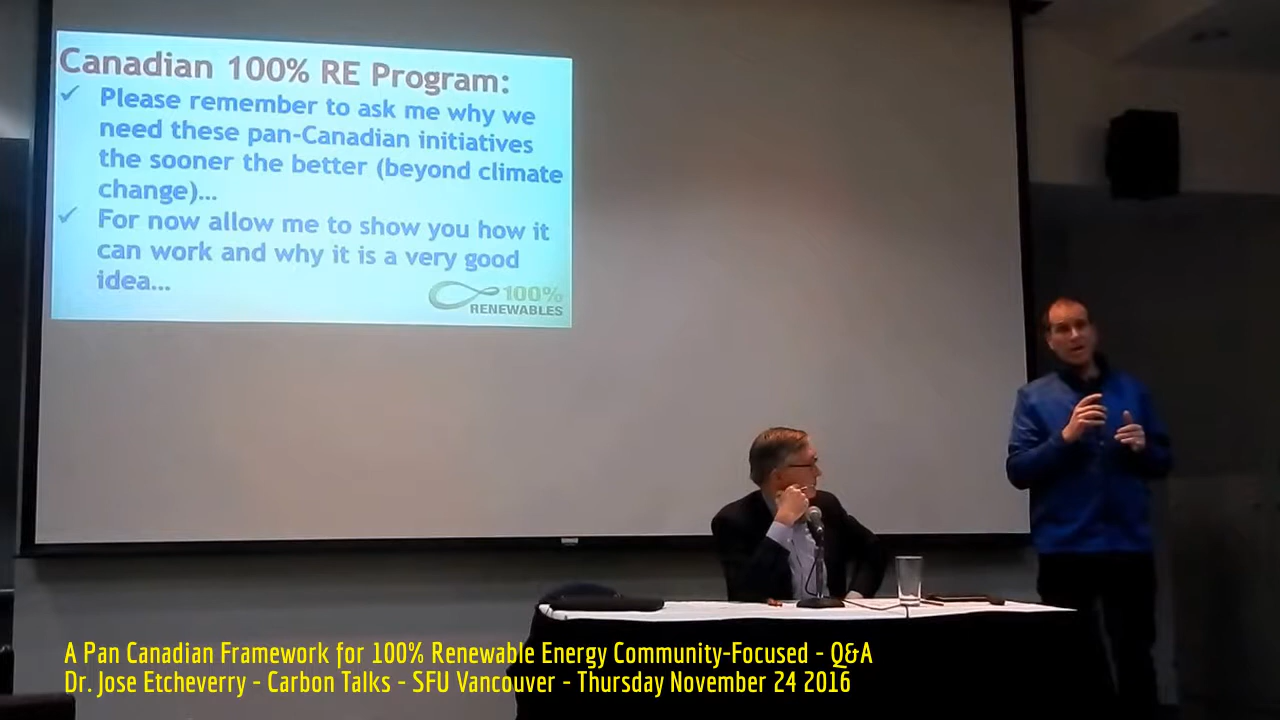 Canadian 100% RE Program:
✓ Please remember to ask me why we
need these pan-Canadian initiatives
the sooner the better (beyond climate
change)...
✓ For now allow me to show you how it
can work and why it is a very good
idea...
100%
RENEWABLES
A Pan Canadian Framework for 100% Renewable Energy Community-Focused - Q&A
Dr. Jose Etcheverry - Carbon Talks - SFU Vancouver - Thursday November 24 2016